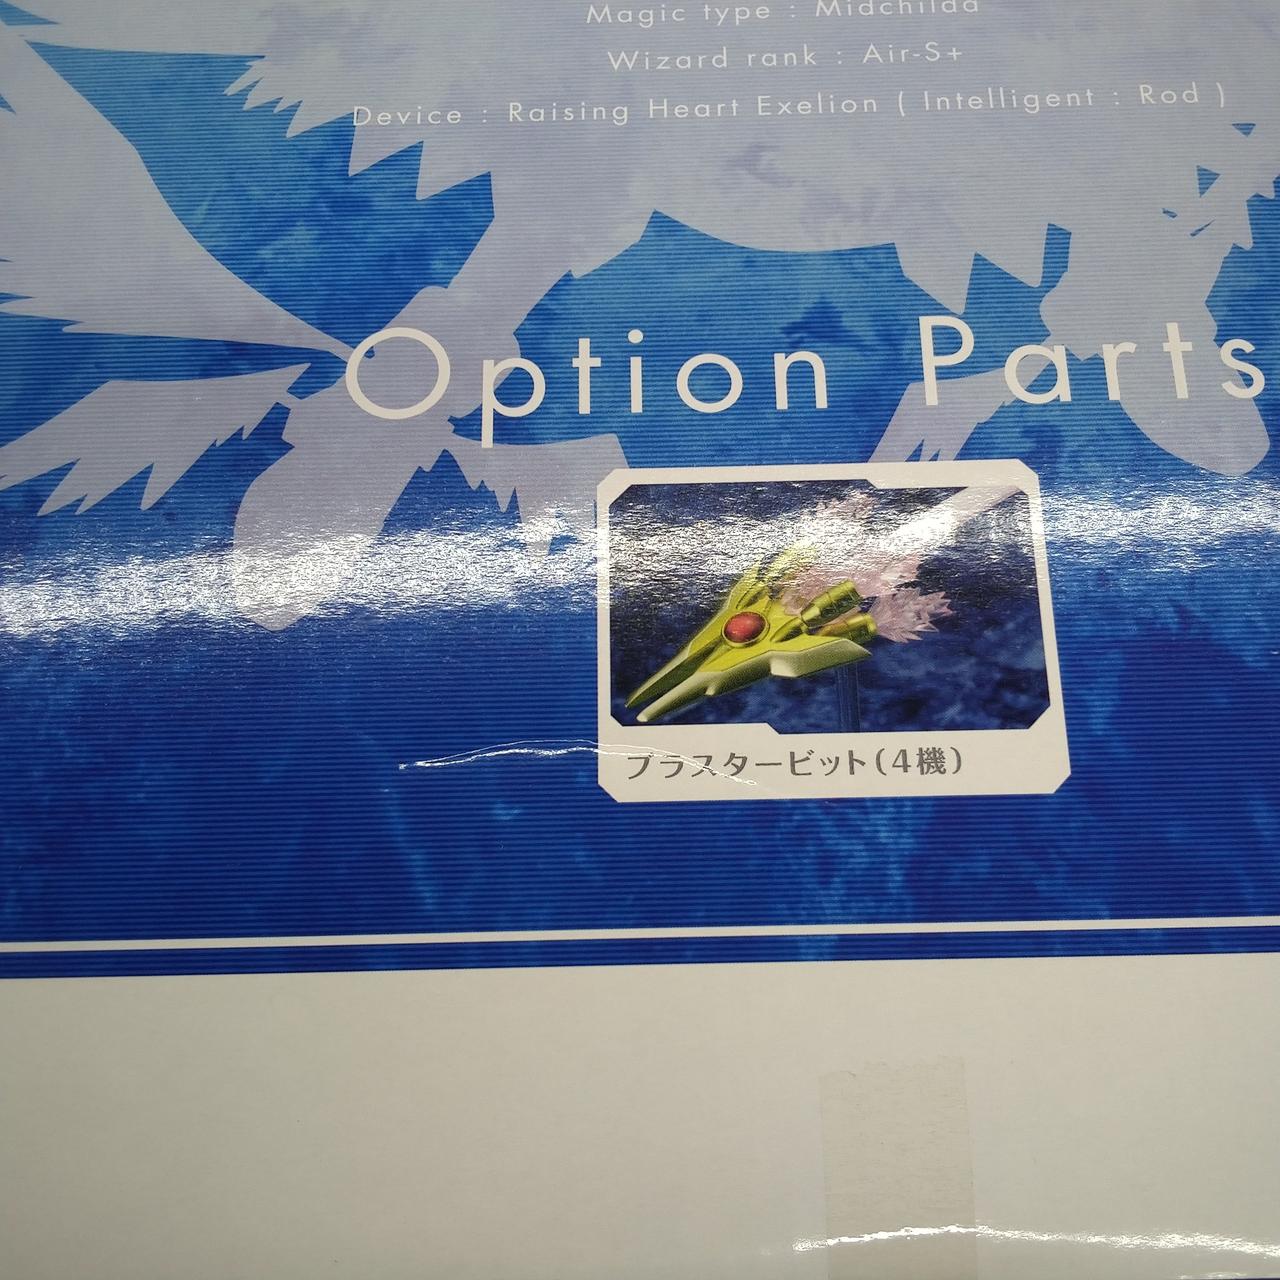 Magic type : Midchilda
Wizard rank : Air-S+
Device : Raising Heart Exelion ( Intelligent : Rod )
Option Parts
ブラスタービット(4機)